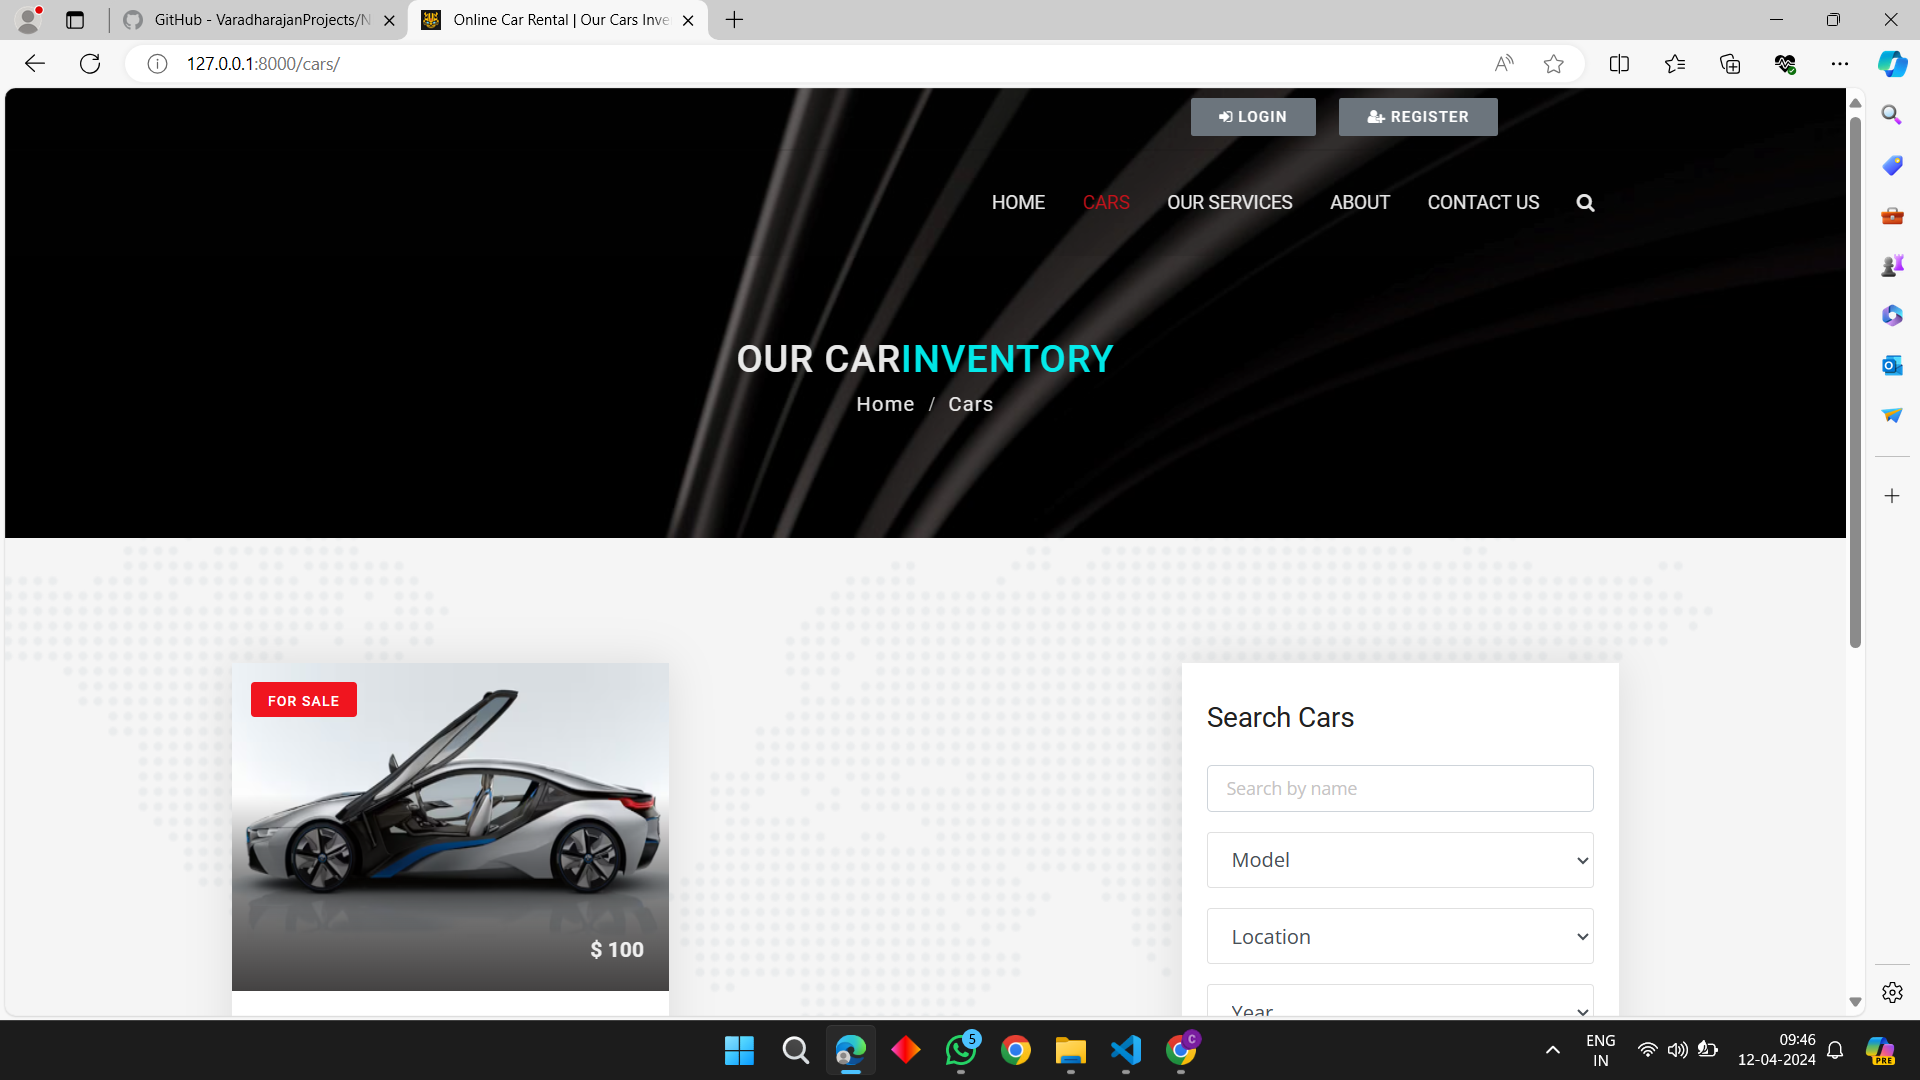 GitHub - VaradharajanProjects/N
Online Car Rental | Our Cars Inve
127.0.0.1:8000/cars/
LOGIN
REGISTER
HOME
CARS
OUR SERVICES
ABOUT
CONTACT US
OUR CARINVENTORY
Home / Cars
FOR SALE
$ 100
Search Cars
Search by name
Model
Location
Year
5
C
ENG
IN
09:46
12-04-2024
PRE